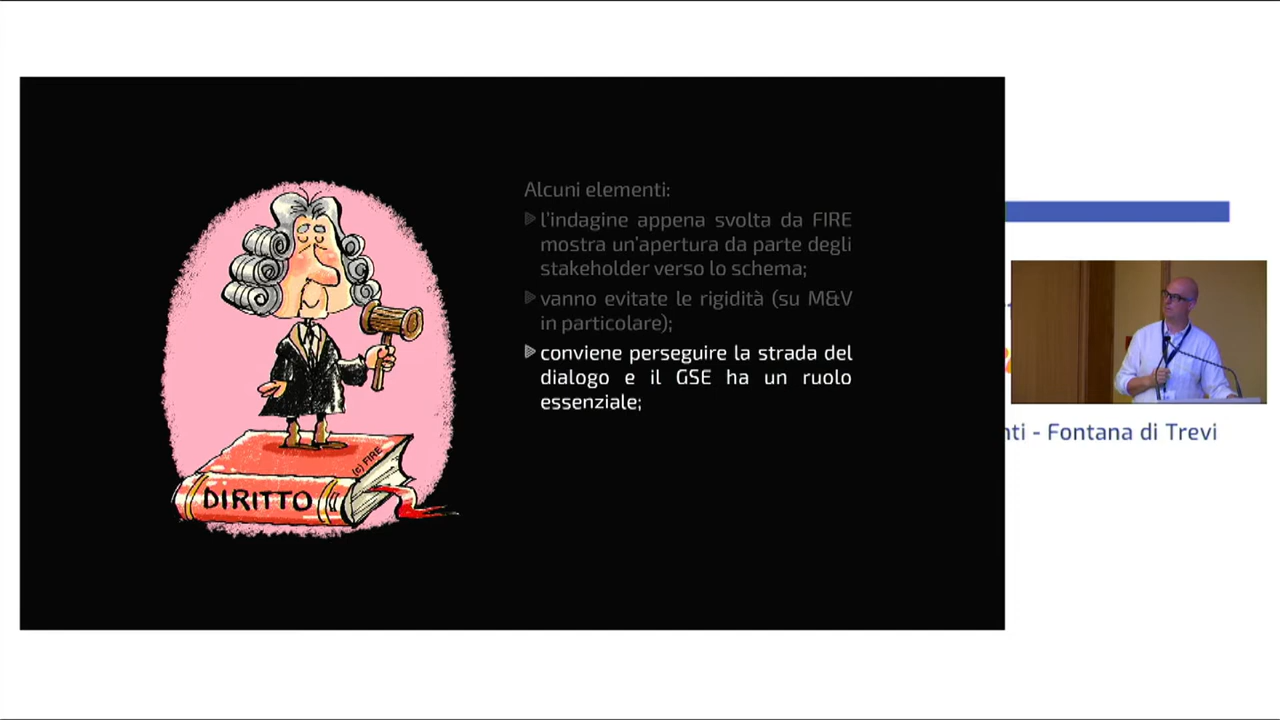 Alcuni elementi:
l'indagine appena svolta da FIRE
mostra un'apertura da parte degli
stakeholder verso lo schema;
vanno evitate le rigidità (su M&V
in particolare);
conviene perseguire la strada del
dialogo e il GSE ha un ruolo
essenziale;
(c) FIRE
DIRITTO
nti - Fontana di Trevi